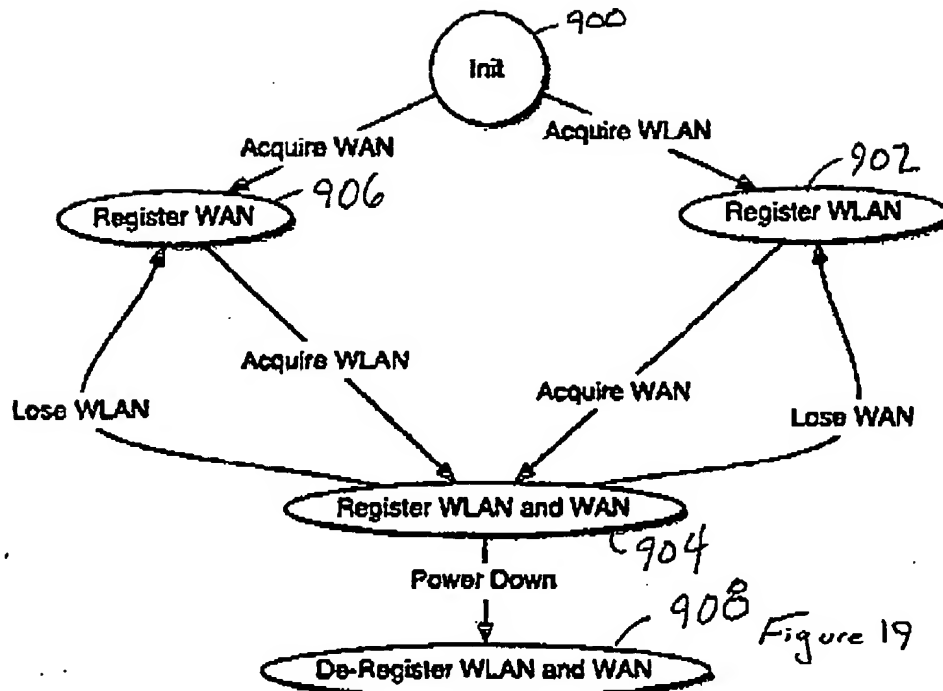 900
Init
Acquire WAN
Acquire WLAN
906
902
Register WAN
Register WLAN
Acquire WLAN
Acquire WAN
Lose WLAN
Lose WAN
Register WLAN and WAN
904
Power Down
908
Figure 19
De-Register WLAN and WAN